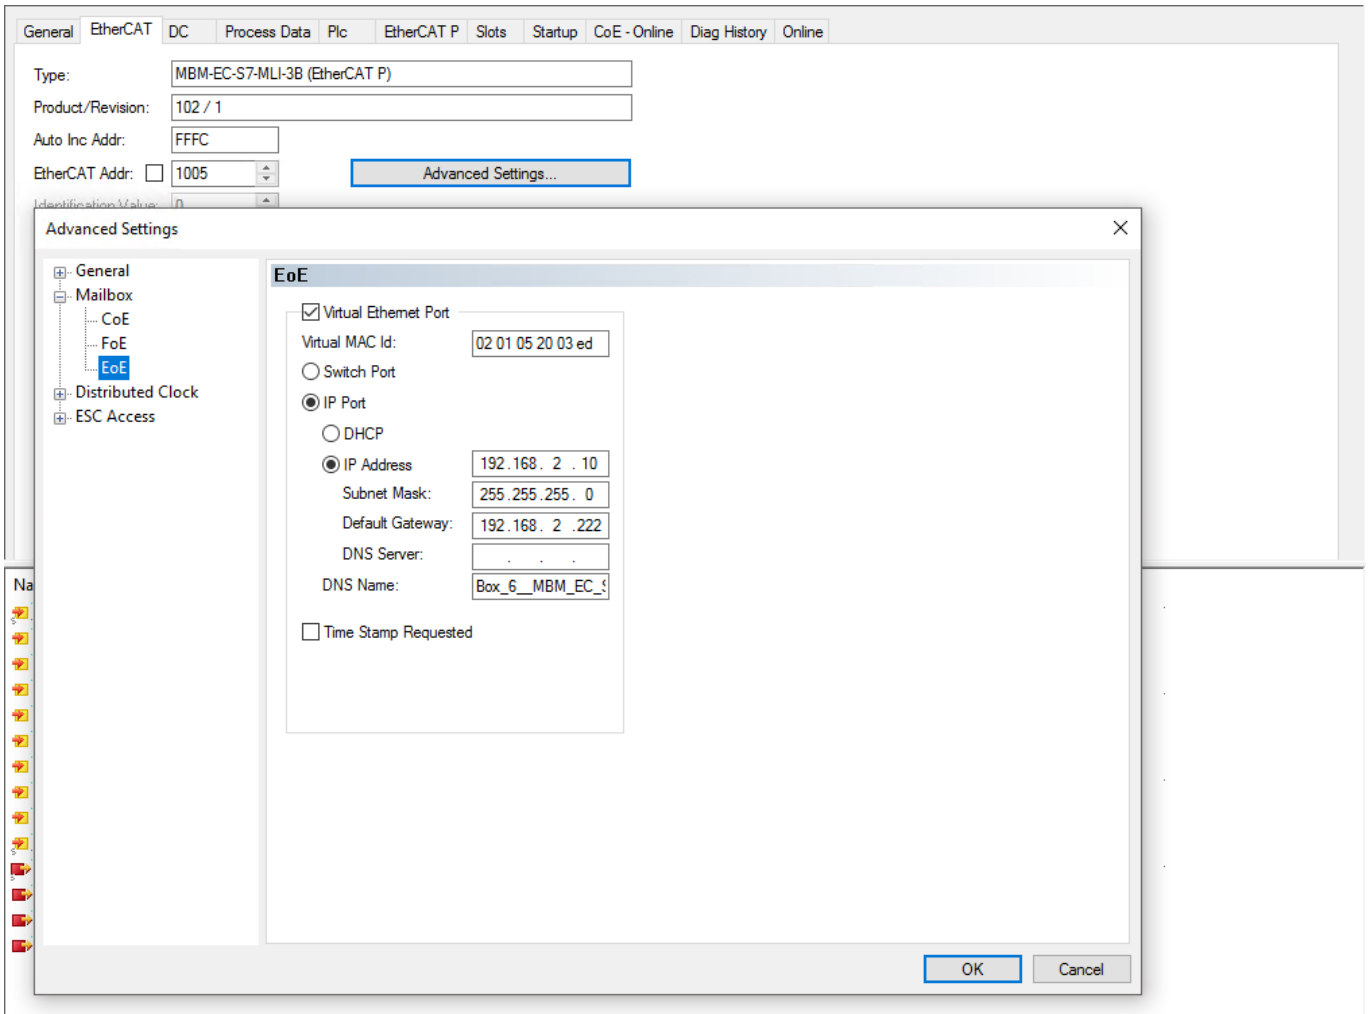 General EtherCAT DC Process Data Plc EtherCAT P Slots Startup CoE - Online Diag History Online
Type: MBM-EC-S7-MLI-3B (EtherCAT P)
Product/Revision: 102 / 1
Auto Inc Addr: FFFC
EtherCAT Addr: 1005 Advanced Settings...
Identification Value: 0
Advanced Settings
General
Mailbox
CoE
FoE
EoE
Distributed Clock
ESC Access
EoE
Virtual Ethernet Port
Virtual MAC Id: 02 01 05 20 03 ed
Switch Port
IP Port
DHCP
IP Address 192.168. 2 . 10
Subnet Mask: 255.255.255. 0
Default Gateway: 192.168. 2 .222
DNS Server: . . .
DNS Name: Box_6__MBM_EC_
Time Stamp Requested
Na
OK Cancel